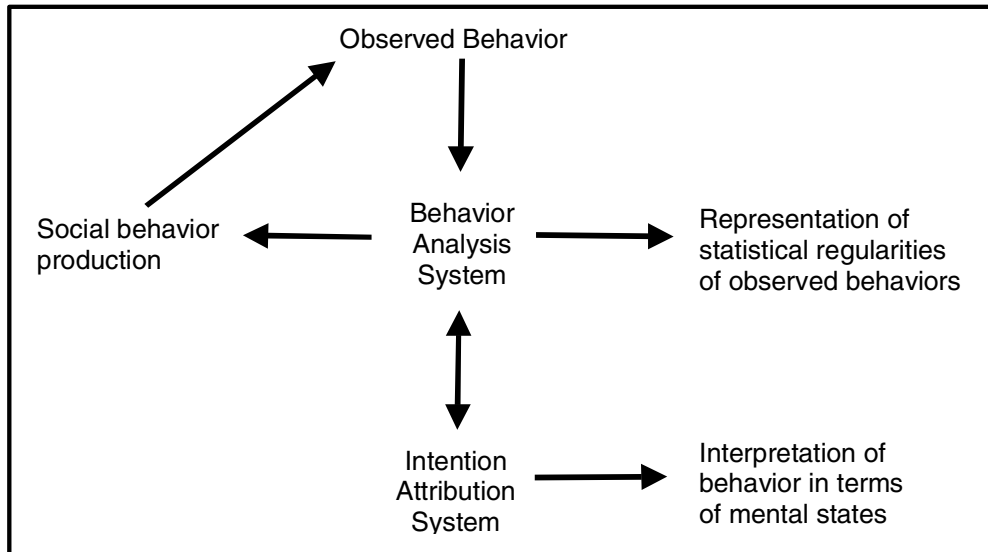 Observed Behavior
Social behavior
production
Behavior
Analysis
System
Representation of
statistical regularities
of observed behaviors
Intention
Attribution
System
Interpretation of
behavior in terms
of mental states